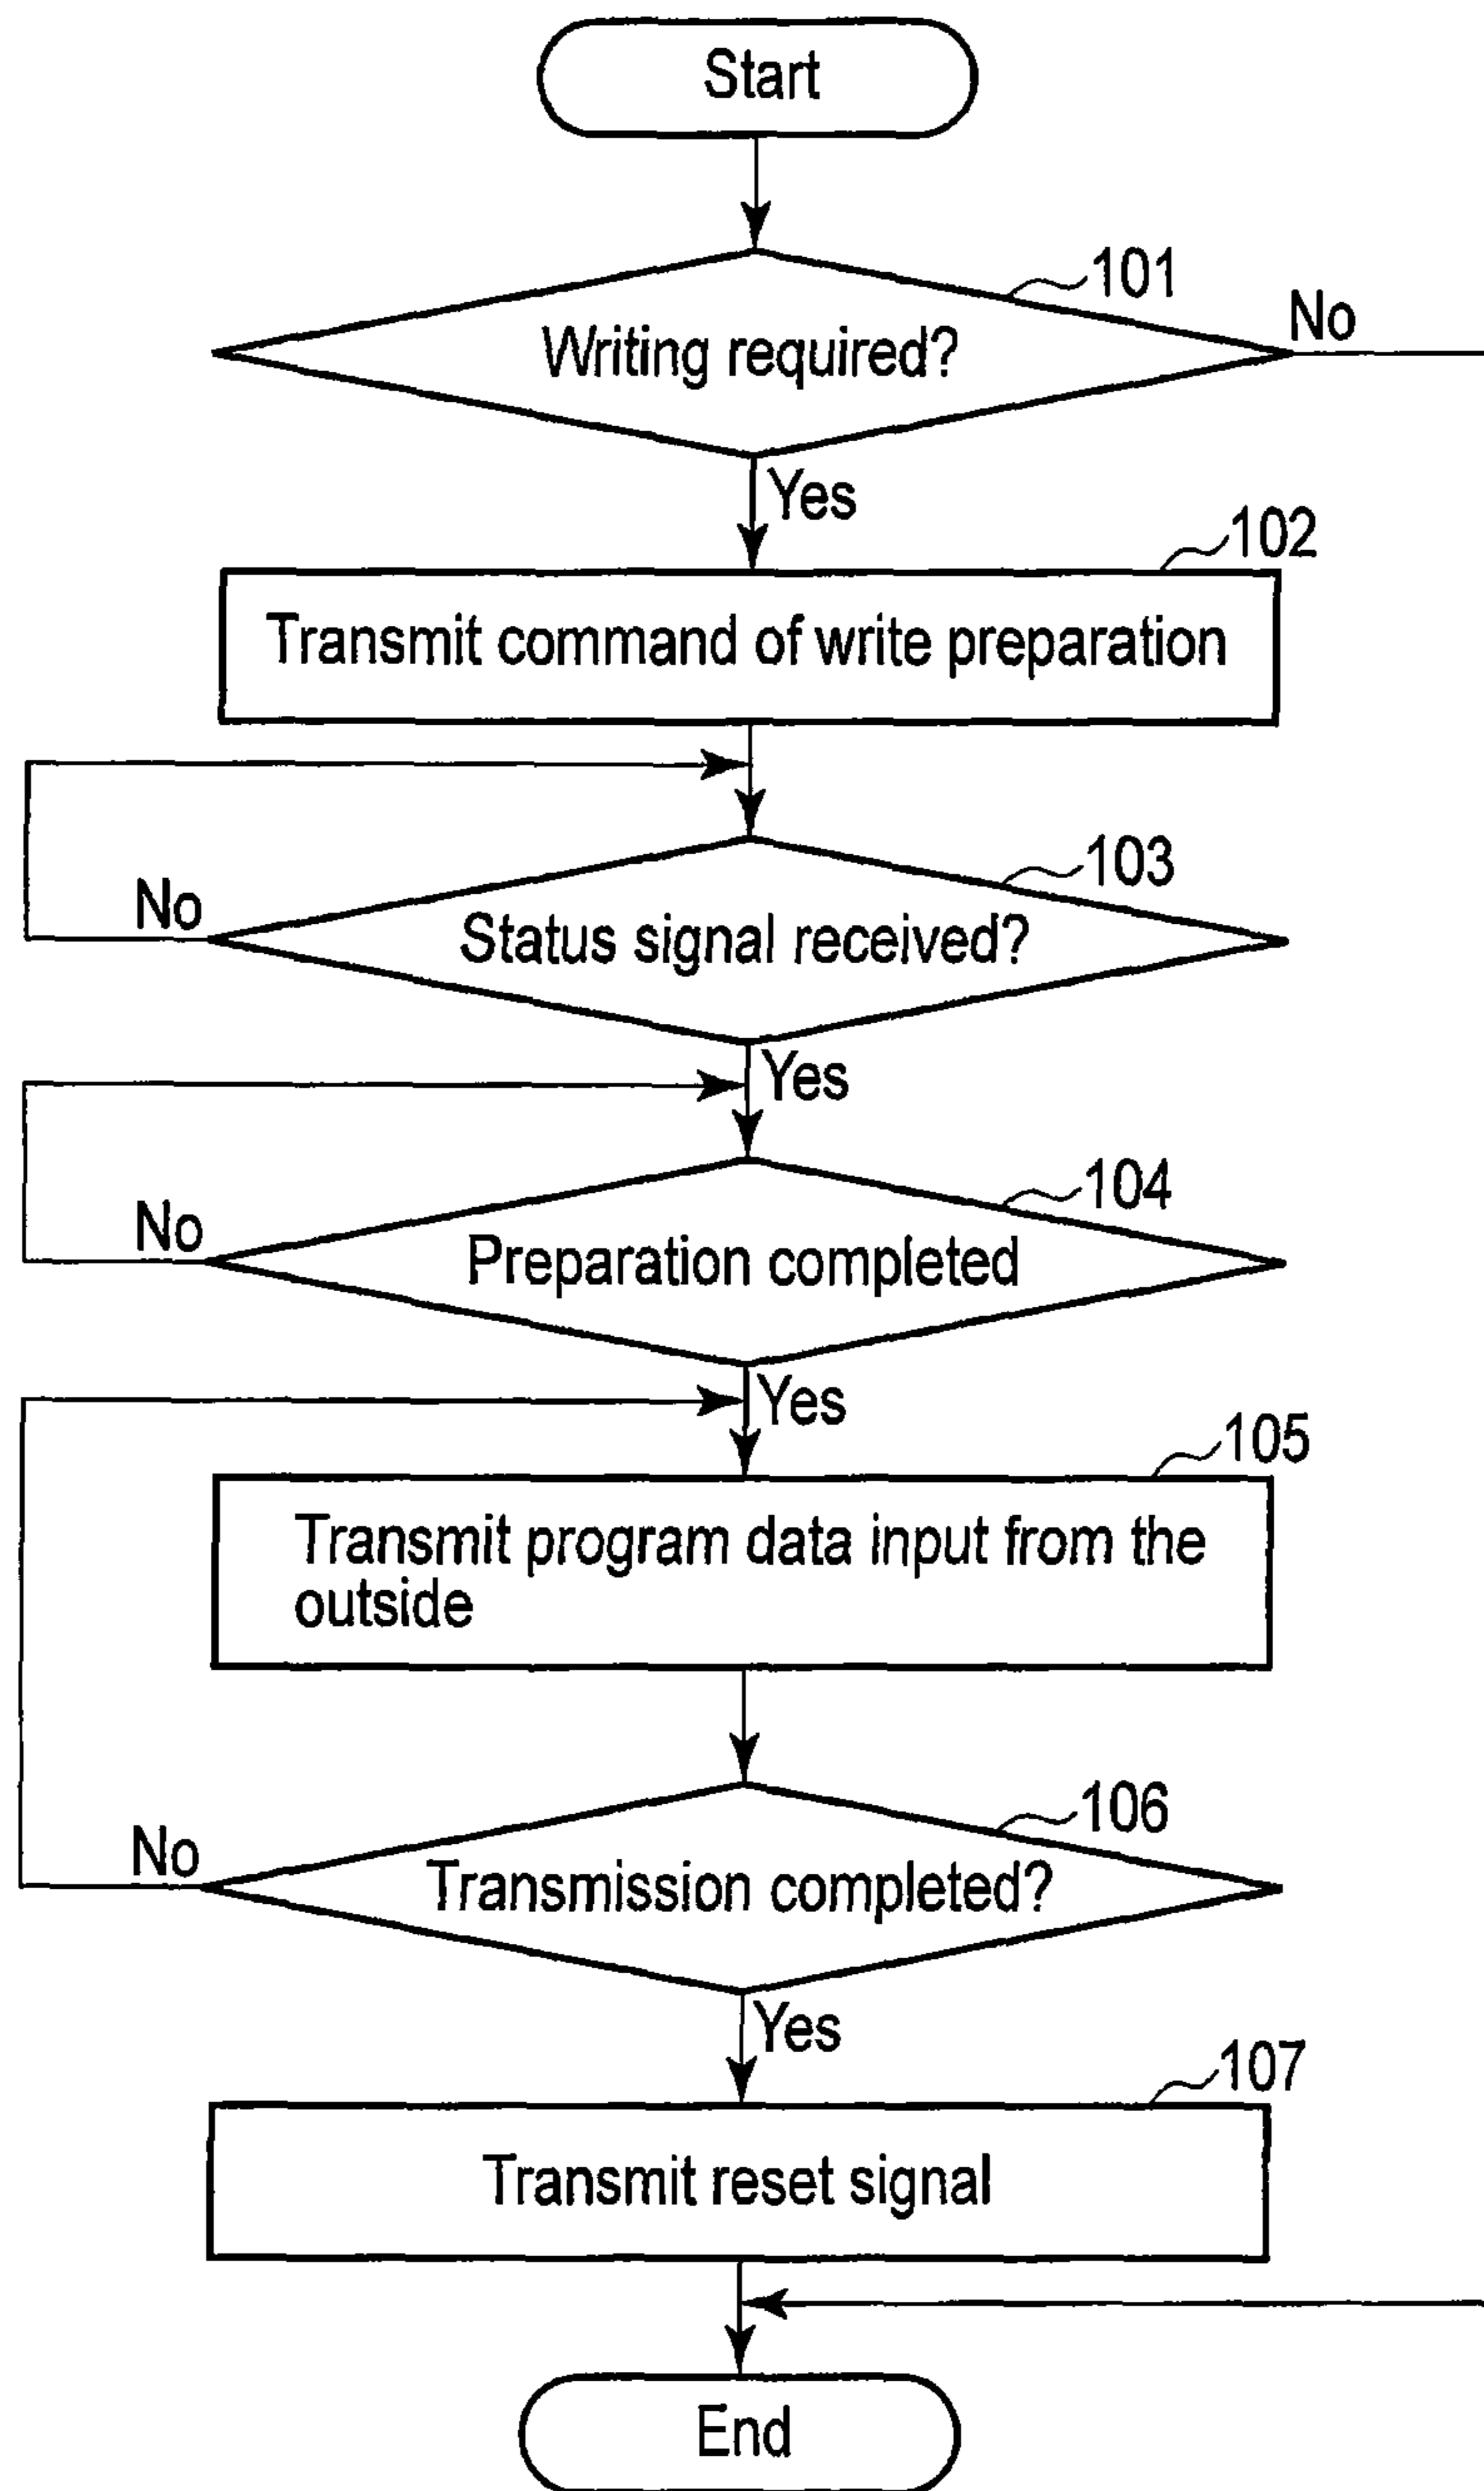 Start
101
Writing required?
No
Yes
102
Transmit command of write preparation
103
No
Status signal received?
Yes
104
No
Preparation completed
Yes
105
Transmit program data input from the
outside
106
No
Transmission completed?
Yes
107
Transmit reset signal
End